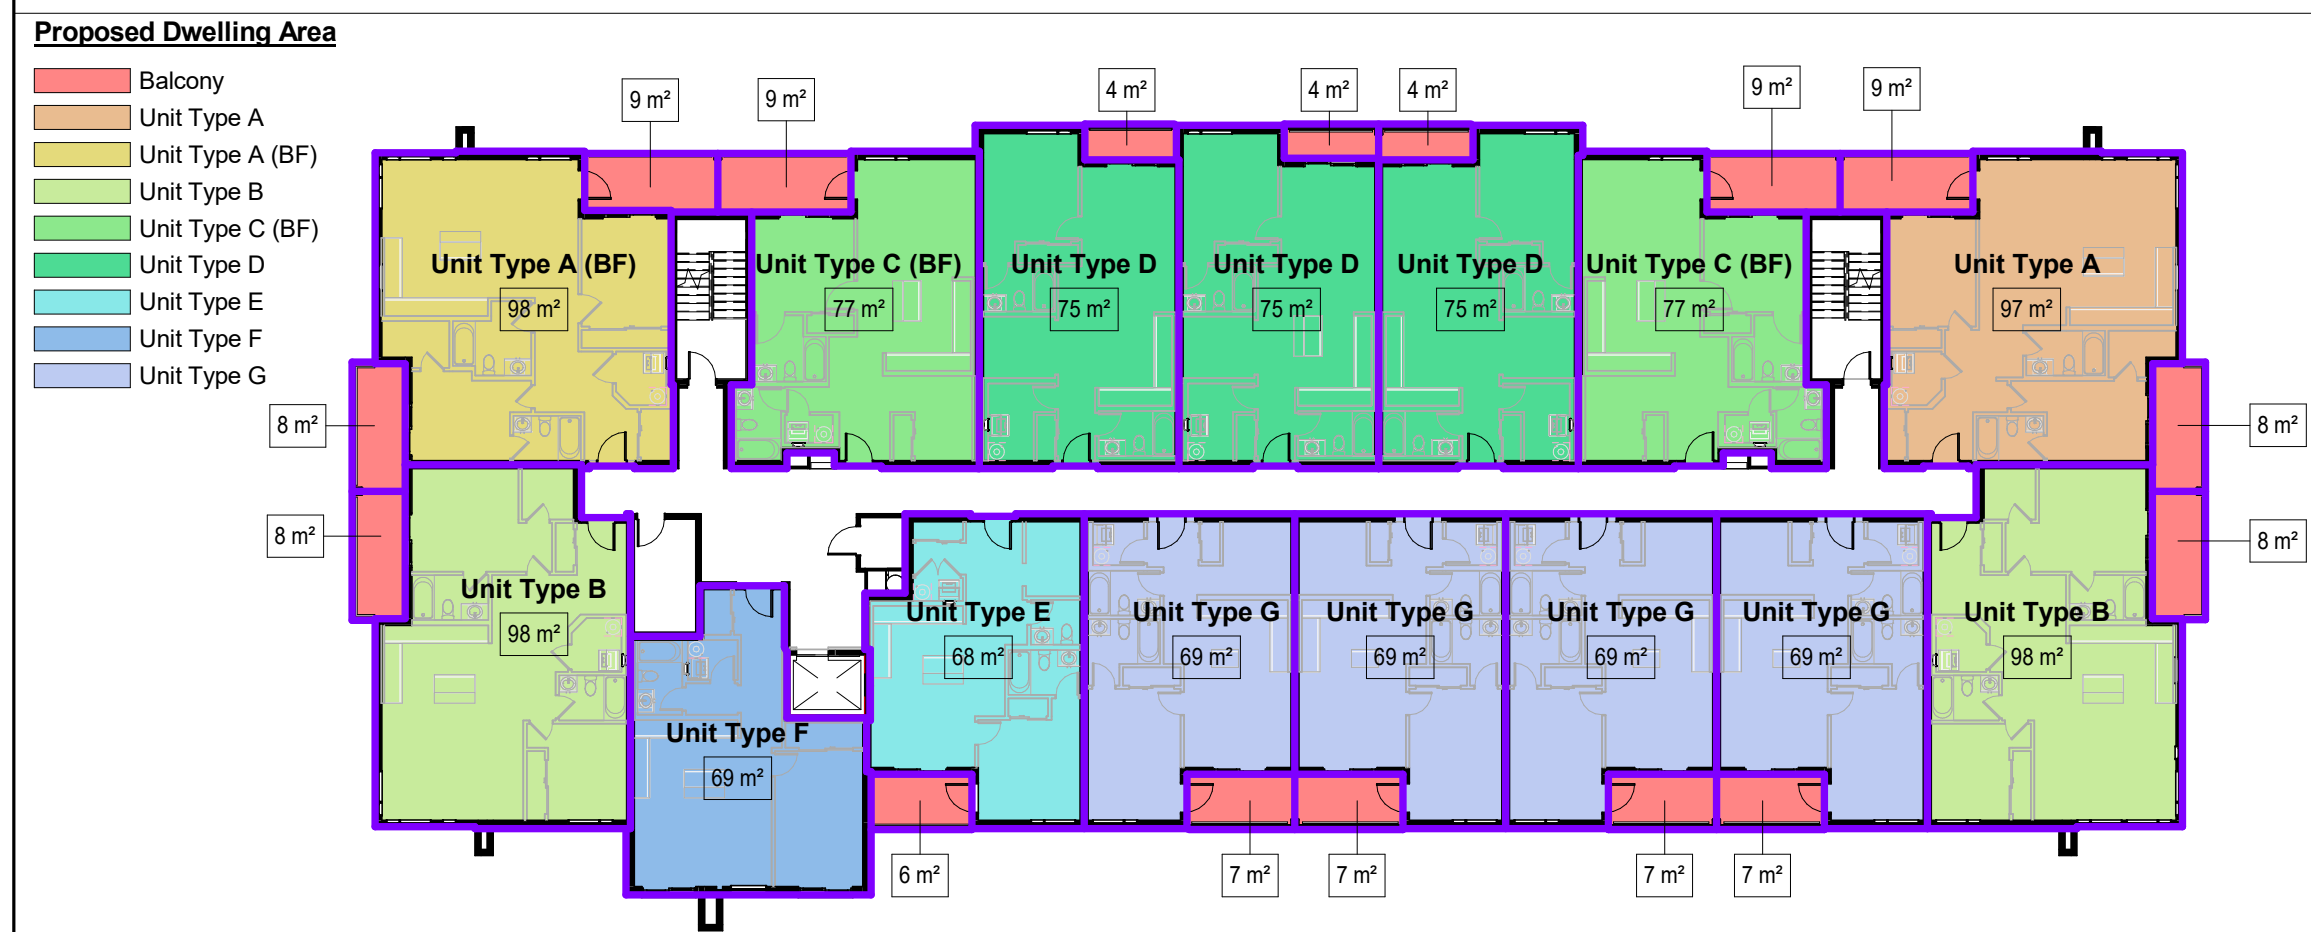 Proposed Dwelling Area
Balcony
Unit Type A
Unit Type A (BF)
Unit Type B
Unit Type C (BF)
Unit Type D
Unit Type E
Unit Type F
Unit Type G
9 m²
9 m²
4 m²
4 m²
4 m²
9 m²
9 m²
Unit Type A (BF)
98 m²
Unit Type C (BF)
77 m²
Unit Type D
75 m²
Unit Type D
75 m²
Unit Type D
75 m²
Unit Type C (BF)
77 m²
Unit Type A
97 m²
8 m²
8 m²
8 m²
8 m²
Unit Type B
98 m²
Unit Type F
69 m²
Unit Type E
68 m²
Unit Type G
69 m²
Unit Type G
69 m²
Unit Type G
69 m²
Unit Type G
69 m²
Unit Type B
98 m²
6 m²
7 m²
7 m²
7 m²
7 m²